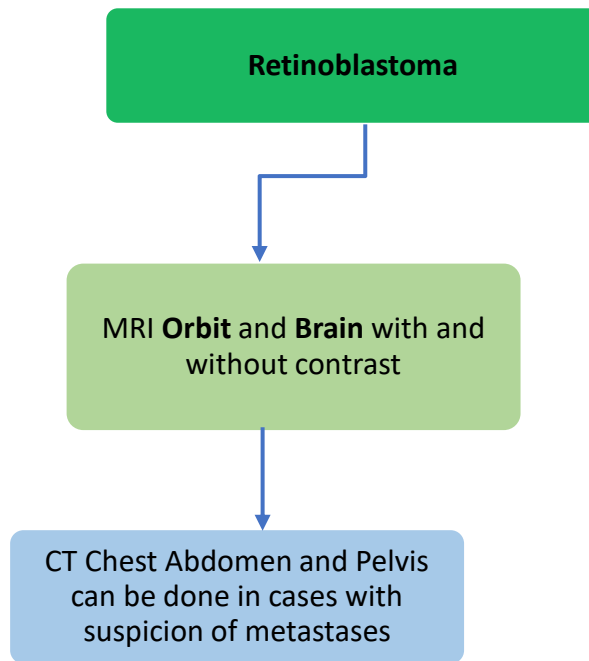 Retinoblastoma
MRI Orbit and Brain with and
without contrast
CT Chest Abdomen and Pelvis
can be done in cases with
suspicion of metastases